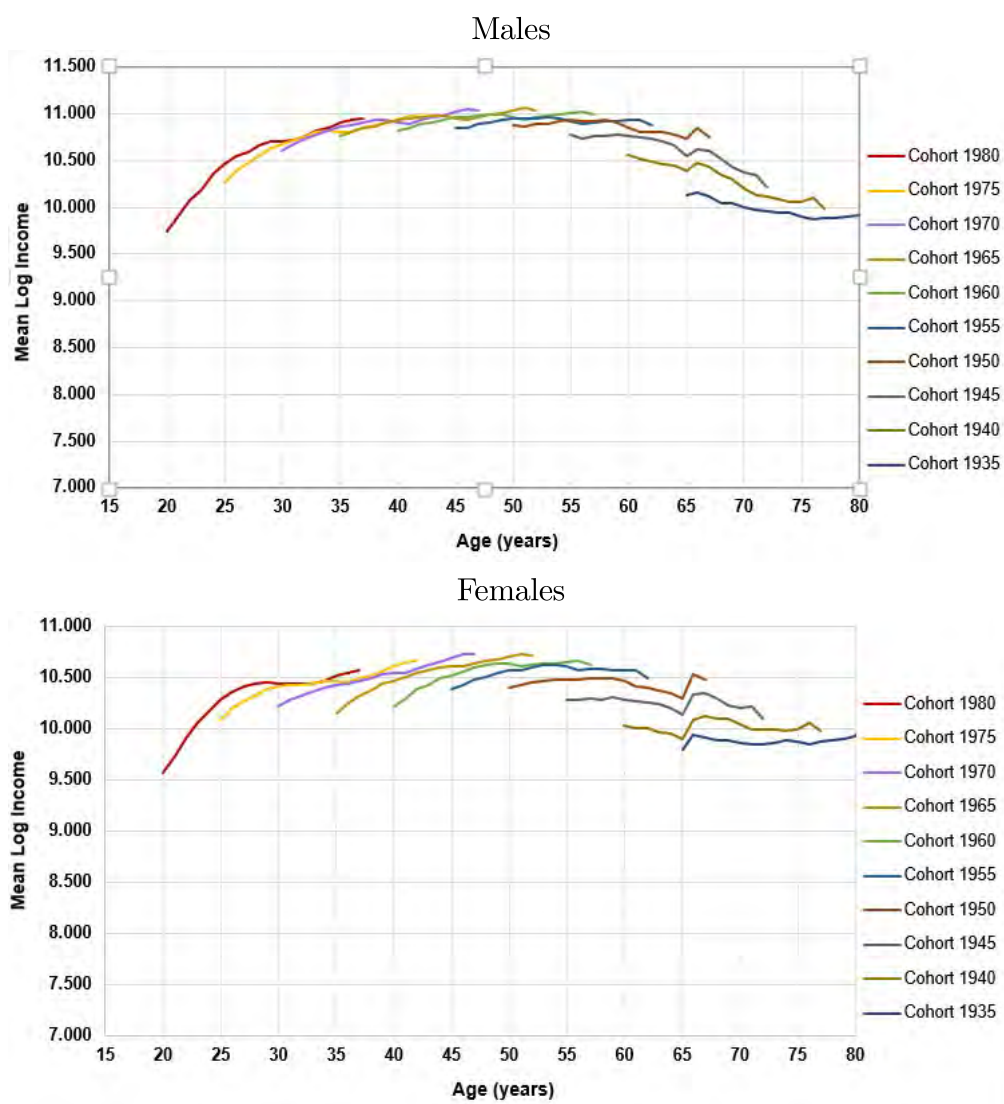 Males
11.500
11.000
10.500
10.000
9.500
9.000
8.500
8.000
7.500
7.000
Mean Log Income
15 20 25 30 35 40 45 50 55 60 65 70 75 80
Age (years)
Cohort 1980
Cohort 1975
Cohort 1970
Cohort 1965
Cohort 1960
Cohort 1955
Cohort 1950
Cohort 1945
Cohort 1940
Cohort 1935
Females
11.000
10.500
10.000
9.500
9.000
8.500
8.000
7.500
7.000
Mean Log Income
15 20 25 30 35 40 45 50 55 60 65 70 75 80
Age (years)
Cohort 1980
Cohort 1975
Cohort 1970
Cohort 1965
Cohort 1960
Cohort 1955
Cohort 1950
Cohort 1945
Cohort 1940
Cohort 1935